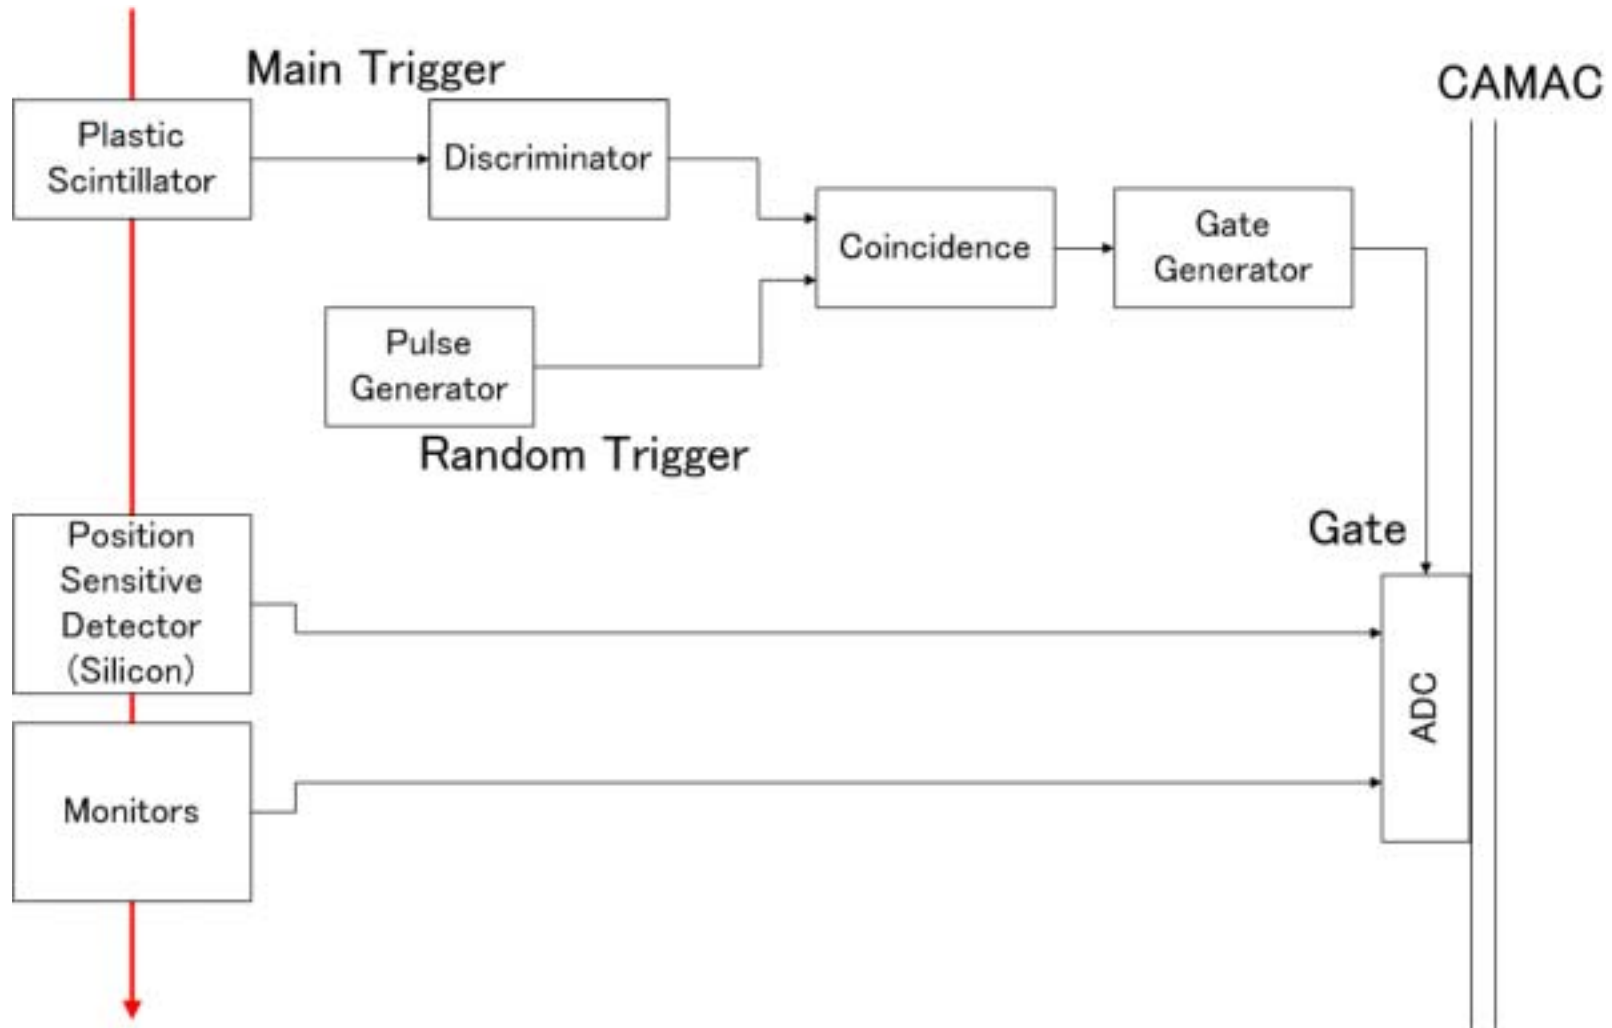 Main Trigger
CAMAC
Plastic
Scintillator
Discriminator
Coincidence
Gate
Generator
Pulse
Generator
Random Trigger
Position
Sensitive
Detector
(Silicon)
Gate
ADC
Monitors